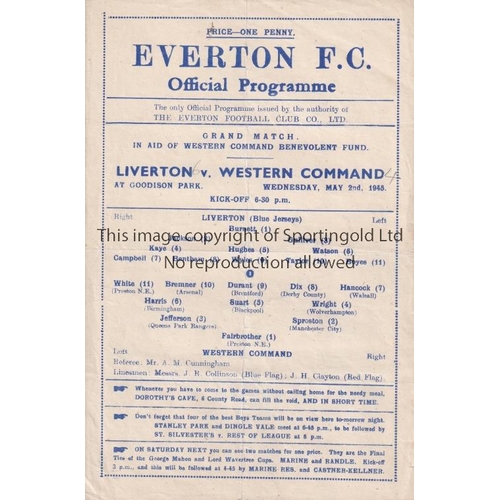 PRICE—ONE PENNY.
EVERTON F.C.
Official Programme
The only Official Programme issued by the authority of
THE EVERTON FOOTBALL CLUB CO., LTD.
GRAND MATCH.
IN AID OF WESTERN COMMAND BENEVOLENT FUND.
LIVERTON 6 v. WESTERN COMMAND 4
AT GOODISON PARK. WEDNESDAY, MAY 2nd, 1945.
KICK-OFF 6-30 p.m.
Right LIVERTON (Blue Jerseys) Left
Burnett (1)
This image is copyright of Sportingold Ltd
Kaye (4) Hughes (5) Watson (6)
Campbell (7) (11)
No reproduction allowed
O
White (11) Bremner (10) Durani (9) Dix (8) Hancock (7)
(Preston N.E.) (Arsenal) (Brentford) (Derby County) (Walsall)
Harris (6) Suart (5) Wright (4)
(Birmingham) (Blackpool) (Wolverhampton)
Jefferson (3) Sproston (2)
(Queens Park Rangers) (Manchester City)
Fairbrother (1)
(Preston N.E.)
Left WESTERN COMMAND Right
Referee: Mr. A. M. Cunningham
Linesmen: Messrs. J. R. Collinson (Blue Flag); J. H. Clayton (Red Flag).
Whenever you have to come to the games without calling home for the needy meal,
DOROTHY'S CAFE, 4 County Road, can fill the void, AND IN SHORT TIME.
Don't forget that four of the best Boys Teams will be on view here to-morrow night.
STANLEY PARK and DINGLE VALE meet at 6-45 p.m., to be followed by
ST. SILVESTER'S v. REST OF LEAGUE at 8 p.m.
ON SATURDAY NEXT you can see two matches for one price. They are the Final
Ties of the George Mahon and Lord Wavertree Cups. MARINE and RANDLE. Kick-off
3 p.m., and this will be followed at 4-45 by MARINE RES. and CASTNER-KELLNER.